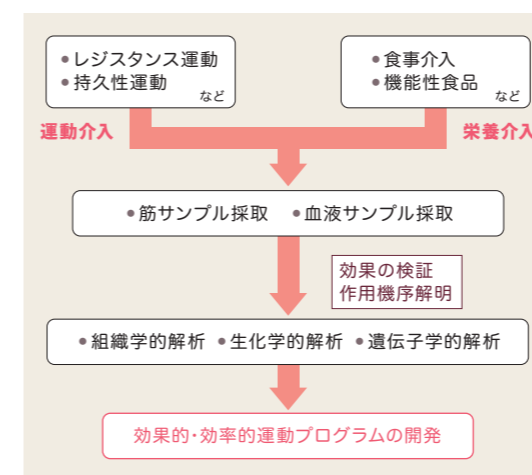 •レジスタンス運動
•持久性運動
など
•食事介入
•機能性食品
など
運動介入
栄養介入
•筋サンプル採取 •血液サンプル採取
効果の検証
作用機序解明
•組織学的解析 •生化学的解析 •遺伝子学的解析
効果的・効率的運動プログラムの開発